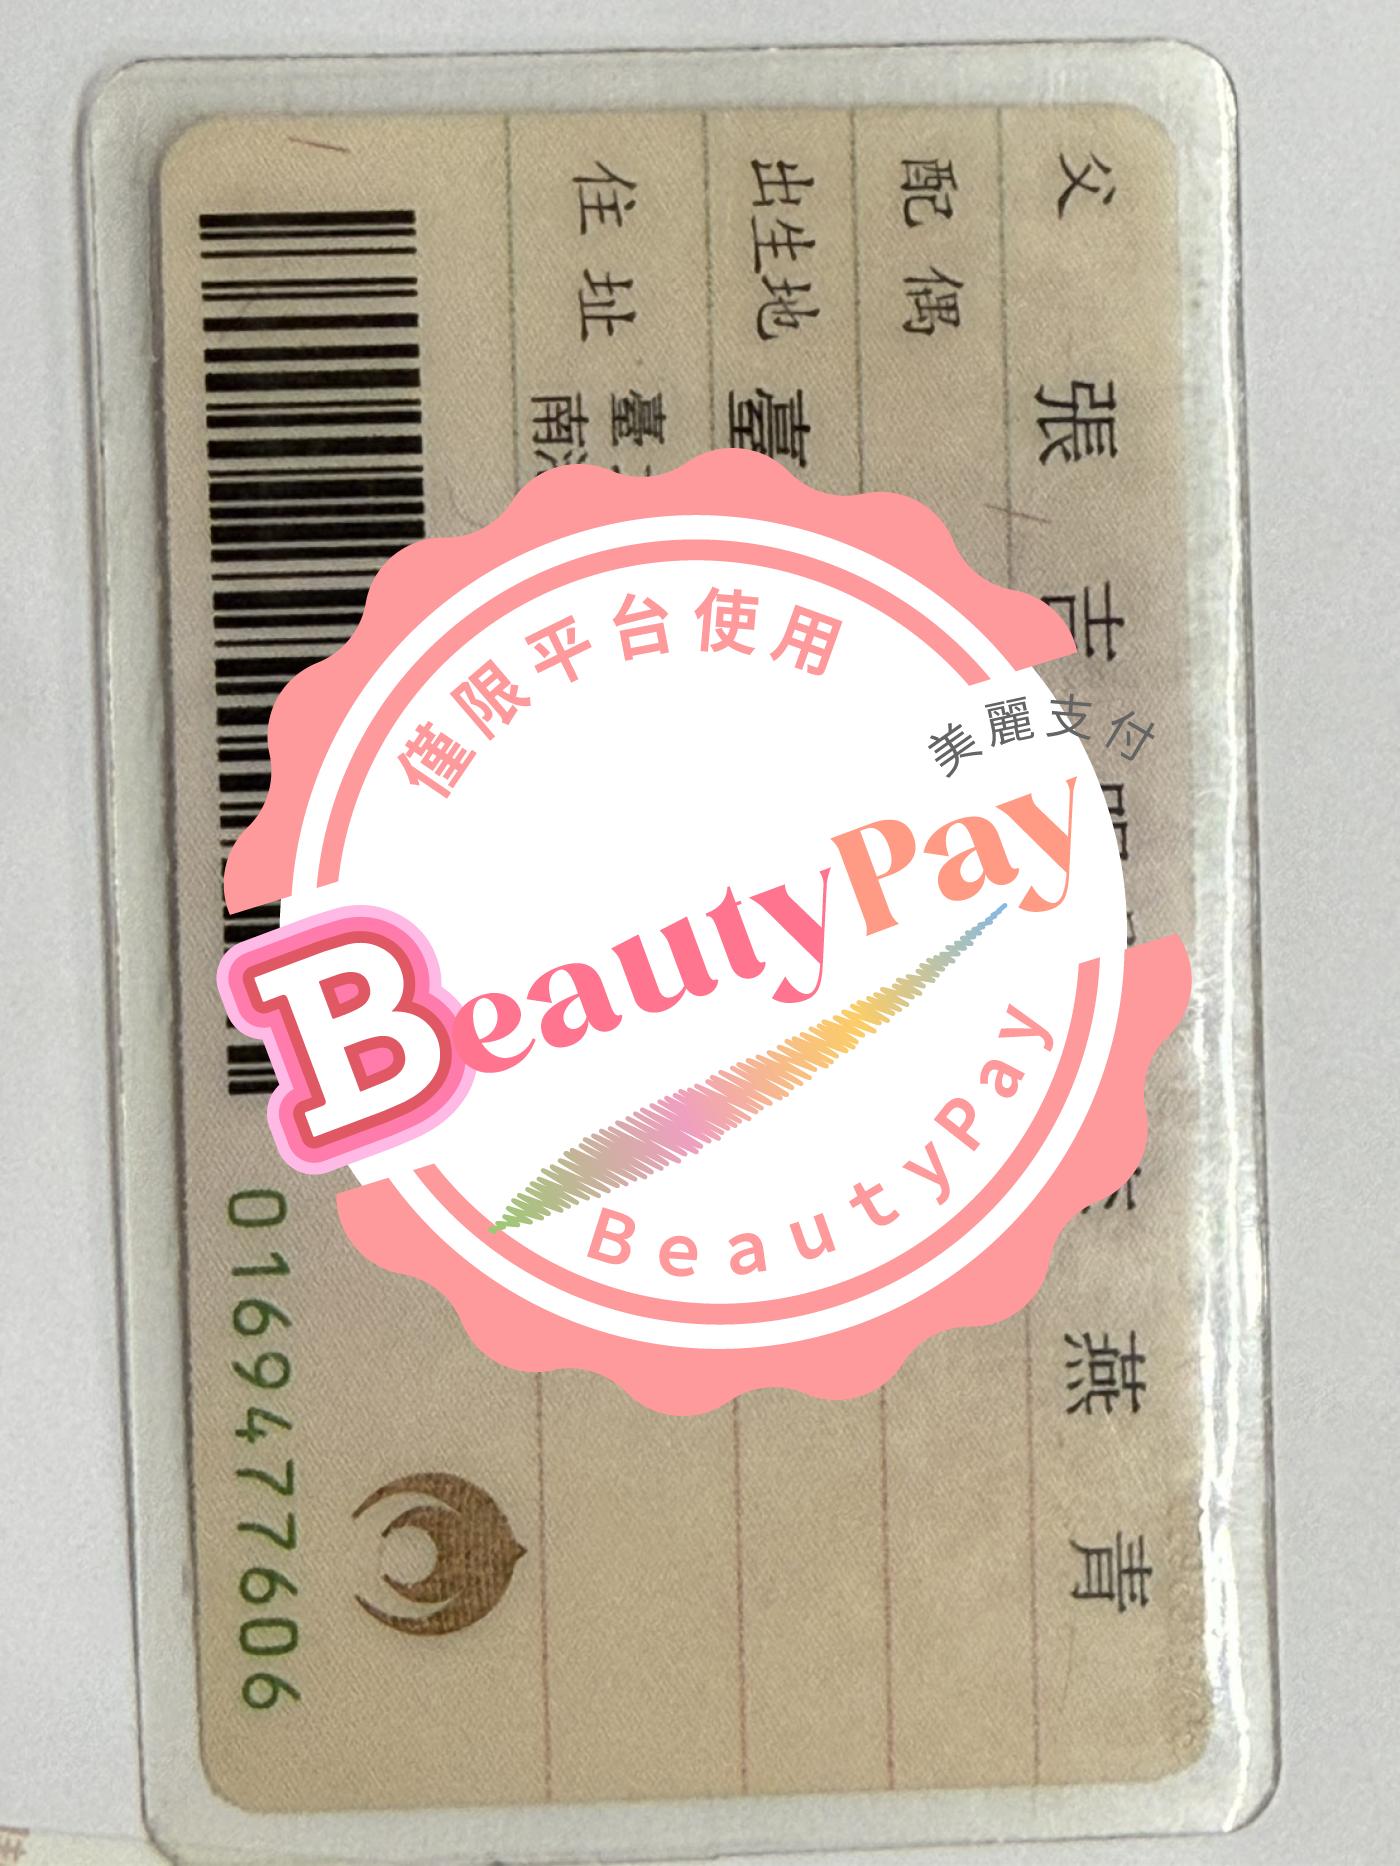 父 張 吉
燕 青
配偶
出生地 臺
住址 臺
南
0169477606
僅限平台使用
美麗支付
BeautyPay
BeautyPay